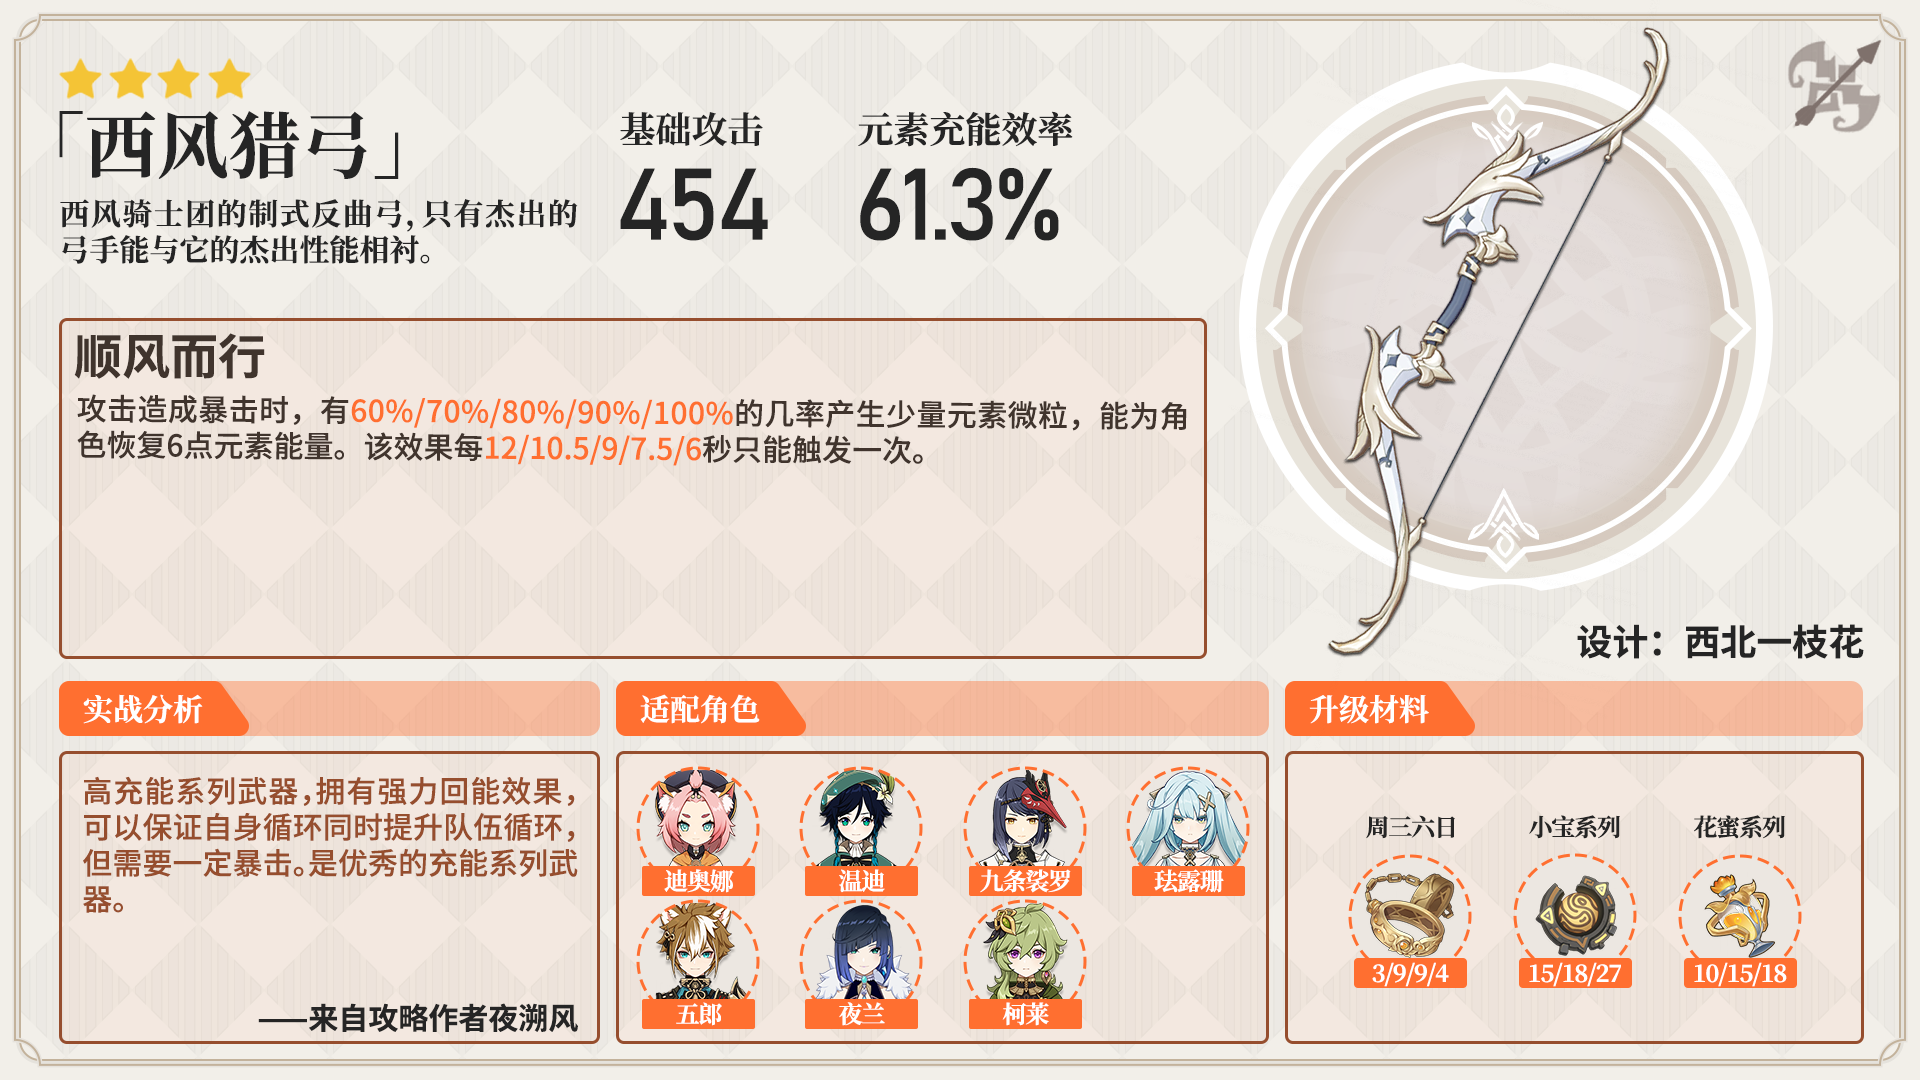 「西风猎弓」
西风骑士团的制式反曲弓，只有杰出的
弓手能与它的杰出性能相衬。
基础攻击
454
元素充能效率
61.3%
顺风而行
攻击造成暴击时，有60%/70%/80%/90%/100%的几率产生少量元素微粒，能为角
色恢复6点元素能量。该效果每12/10.5/9/7.5/6秒只能触发一次。
设计：西北一枝花
实战分析
高充能系列武器，拥有强力回能效果，
可以保证自身循环同时提升队伍循环，
但需要一定暴击。是优秀的充能系列武
器。
——来自攻略作者夜溯风
适配角色
迪奥娜
温迪
九条裟罗
珐露珊
五郎
夜兰
柯莱
升级材料
周三六日
小宝系列
花蜜系列
3/9/9/4
15/18/27
10/15/18